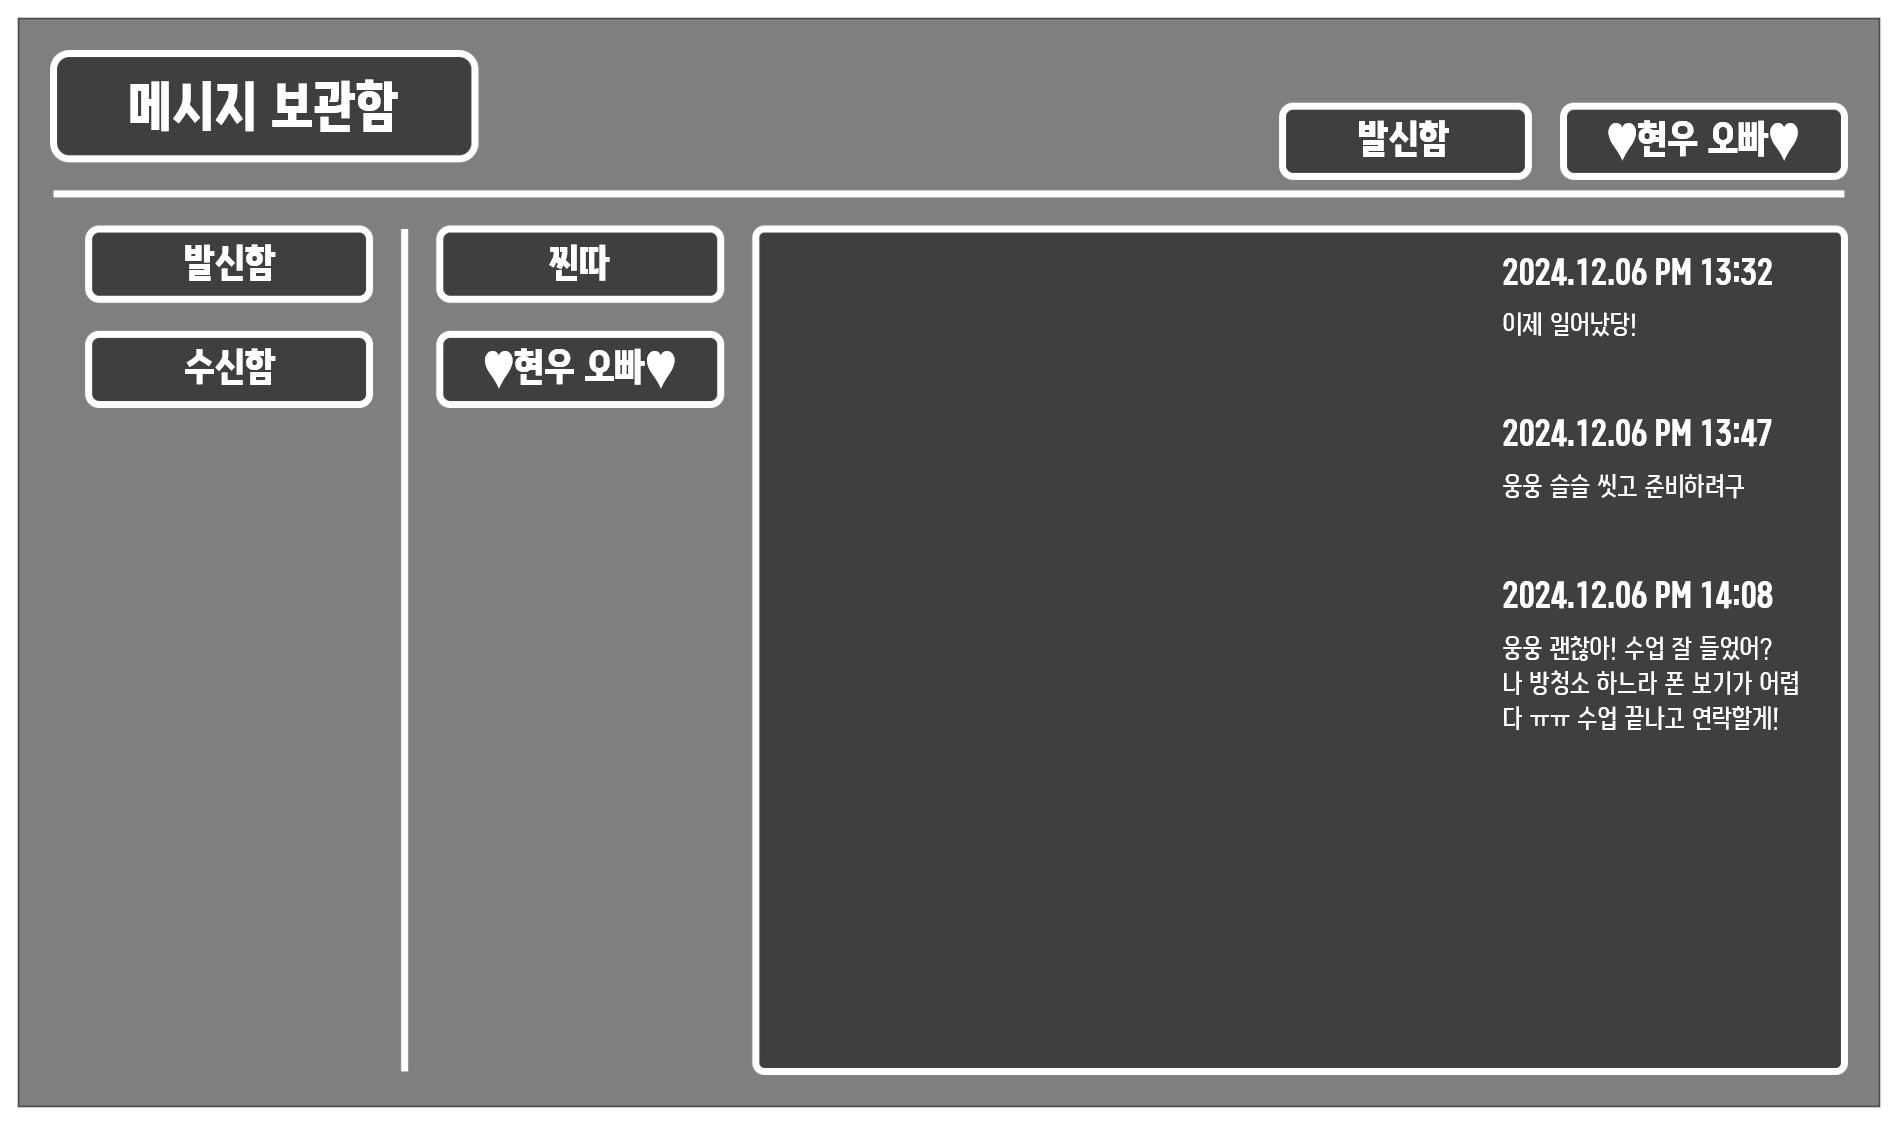 메시지 보관함
발신함
♥현우 오빠♥
발신함
수신함
찐따
♥현우 오빠♥
2024.12.06 PM 13:32
이제 일어났당!
2024.12.06 PM 13:47
웅웅 슬슬 씻고 준비하려구
2024.12.06 PM 14:08
웅웅 괜찮아! 수업 잘 들었어?
나 방청소 하느라 폰 보기가 어렵
다 ㅠㅠ 수업 끝나고 연락할게!